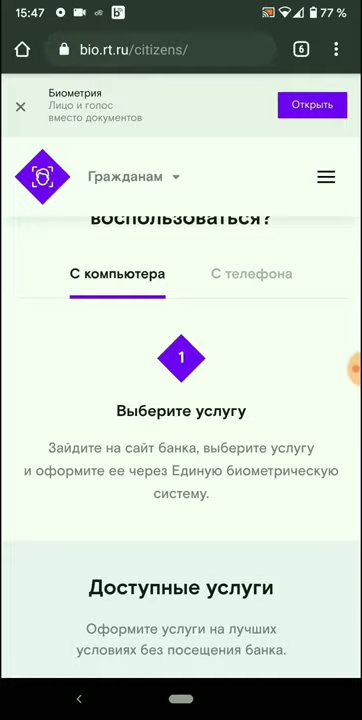 15:47
77 %
bio.rt.ru/citizens/
6
Биометрия
Лицо и голос
вместо документов
Открыть
Гражданам
воспользоваться?
С компьютера
С телефона
1
Выберите услугу
Зайдите на сайт банка, выберите услугу
и оформите ее через Единую биометрическую
систему.
Доступные услуги
Оформите услуги на лучших
условиях без посещения банка.